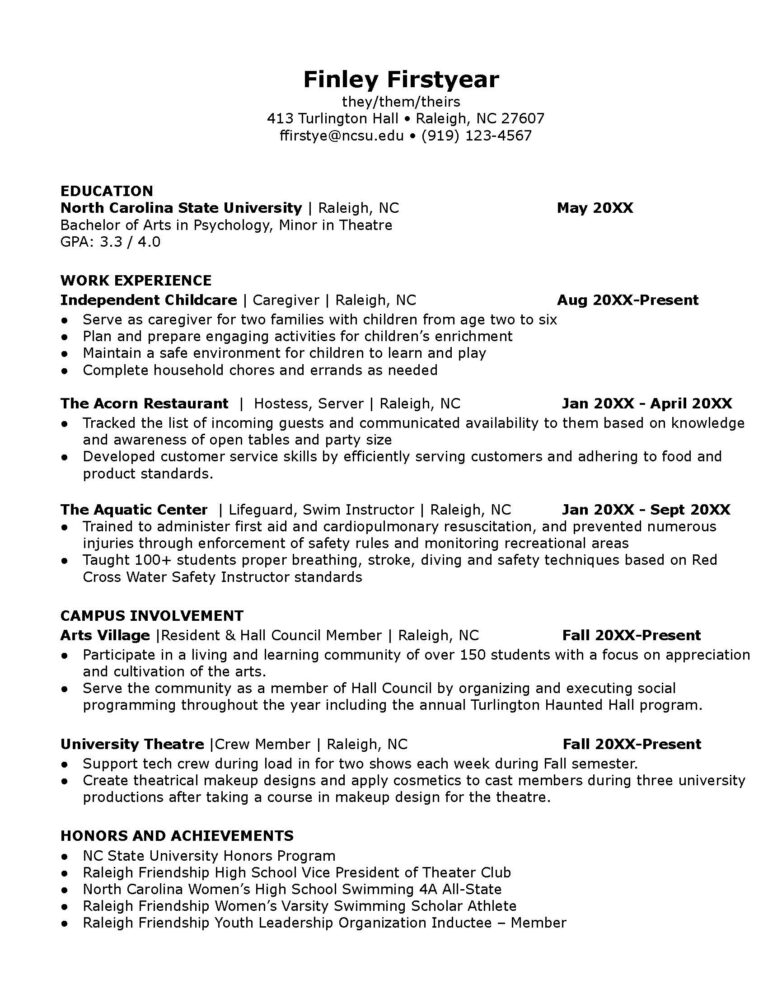 Finley Firstyear
they/them/theirs
413 Turlington Hall • Raleigh, NC 27607
ffirstye@ncsu.edu • (919) 123-4567
EDUCATION
North Carolina State University | Raleigh, NC May 20XX
Bachelor of Arts in Psychology, Minor in Theatre
GPA: 3.3 / 4.0
WORK EXPERIENCE
Independent Childcare | Caregiver | Raleigh, NC Aug 20XX-Present
● Serve as caregiver for two families with children from age two to six
● Plan and prepare engaging activities for children's enrichment
● Maintain a safe environment for children to learn and play
● Complete household chores and errands as needed
The Acorn Restaurant | Hostess, Server | Raleigh, NC Jan 20XX - April 20XX
● Tracked the list of incoming guests and communicated availability to them based on knowledge
and awareness of open tables and party size
● Developed customer service skills by efficiently serving customers and adhering to food and
product standards.
The Aquatic Center | Lifeguard, Swim Instructor | Raleigh, NC Jan 20XX - Sept 20XX
● Trained to administer first aid and cardiopulmonary resuscitation, and prevented numerous
injuries through enforcement of safety rules and monitoring recreational areas
● Taught 100+ students proper breathing, stroke, diving and safety techniques based on Red
Cross Water Safety Instructor standards
CAMPUS INVOLVEMENT
Arts Village |Resident & Hall Council Member | Raleigh, NC Fall 20XX-Present
● Participate in a living and learning community of over 150 students with a focus on appreciation
and cultivation of the arts.
● Serve the community as a member of Hall Council by organizing and executing social
programming throughout the year including the annual Turlington Haunted Hall program.
University Theatre |Crew Member | Raleigh, NC Fall 20XX-Present
● Support tech crew during load in for two shows each week during Fall semester.
● Create theatrical makeup designs and apply cosmetics to cast members during three university
productions after taking a course in makeup design for the theatre.
HONORS AND ACHIEVEMENTS
● NC State University Honors Program
● Raleigh Friendship High School Vice President of Theater Club
● North Carolina Women's High School Swimming 4A All-State
● Raleigh Friendship Women's Varsity Swimming Scholar Athlete
● Raleigh Friendship Youth Leadership Organization Inductee – Member